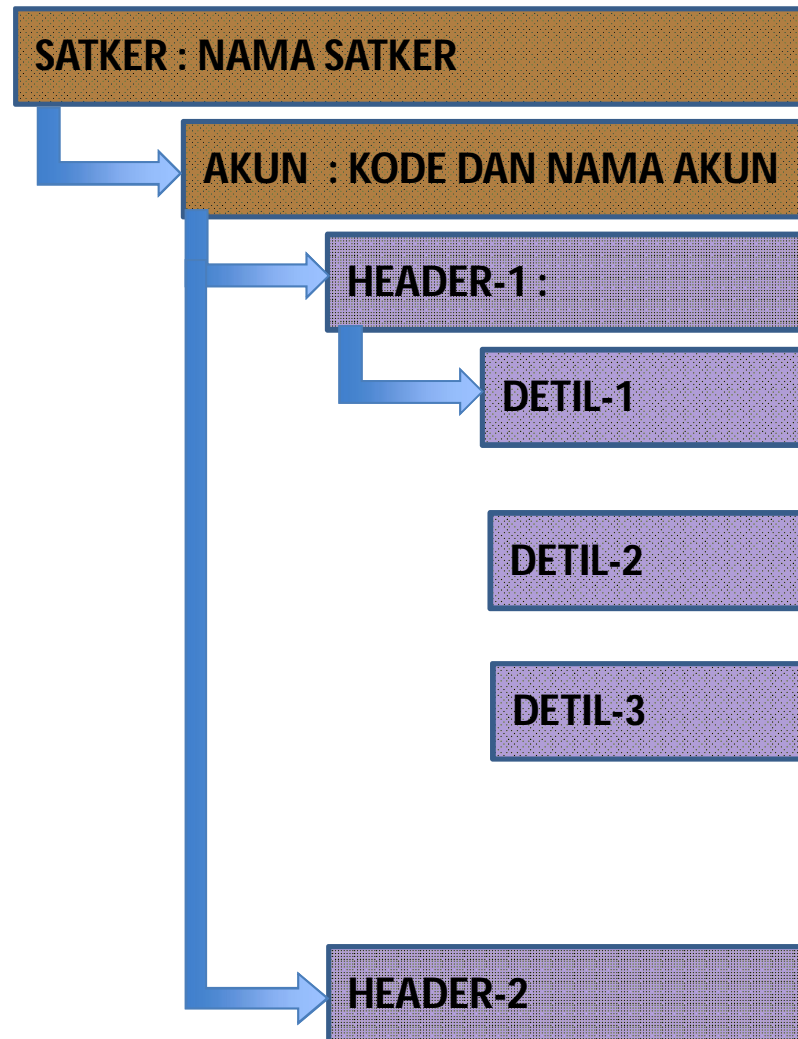 SATKER : NAMA SATKER
AKUN : KODE DAN NAMA AKUN
HEADER-1 :
DETIL-1
DETIL-2
DETIL-3
HEADER-2